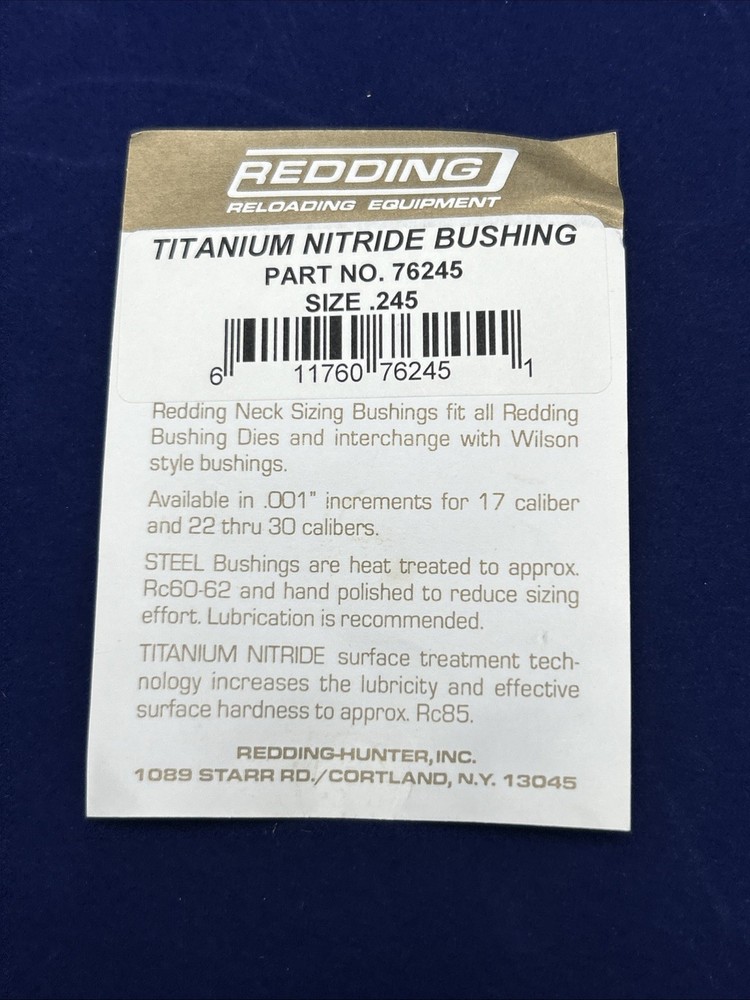 REDDING
RELOADING EQUIPMENT
TITANIUM NITRIDE BUSHING
PART NO. 76245
SIZE .245
6 11760 76245 1
Redding Neck Sizing Bushings fit all Redding
Bushing Dies and interchange with Wilson
style bushings.
Available in .001" increments for 17 caliber
and 22 thru 30 calibers.
STEEL Bushings are heat treated to approx.
Rc60-62 and hand polished to reduce sizing
effort. Lubrication is recommended.
TITANIUM NITRIDE surface treatment tech-
nology increases the lubricity and effective
surface hardness to approx. Rc85.
REDDING-HUNTER, INC.
1089 STARR RD./CORTLAND, N.Y. 13045